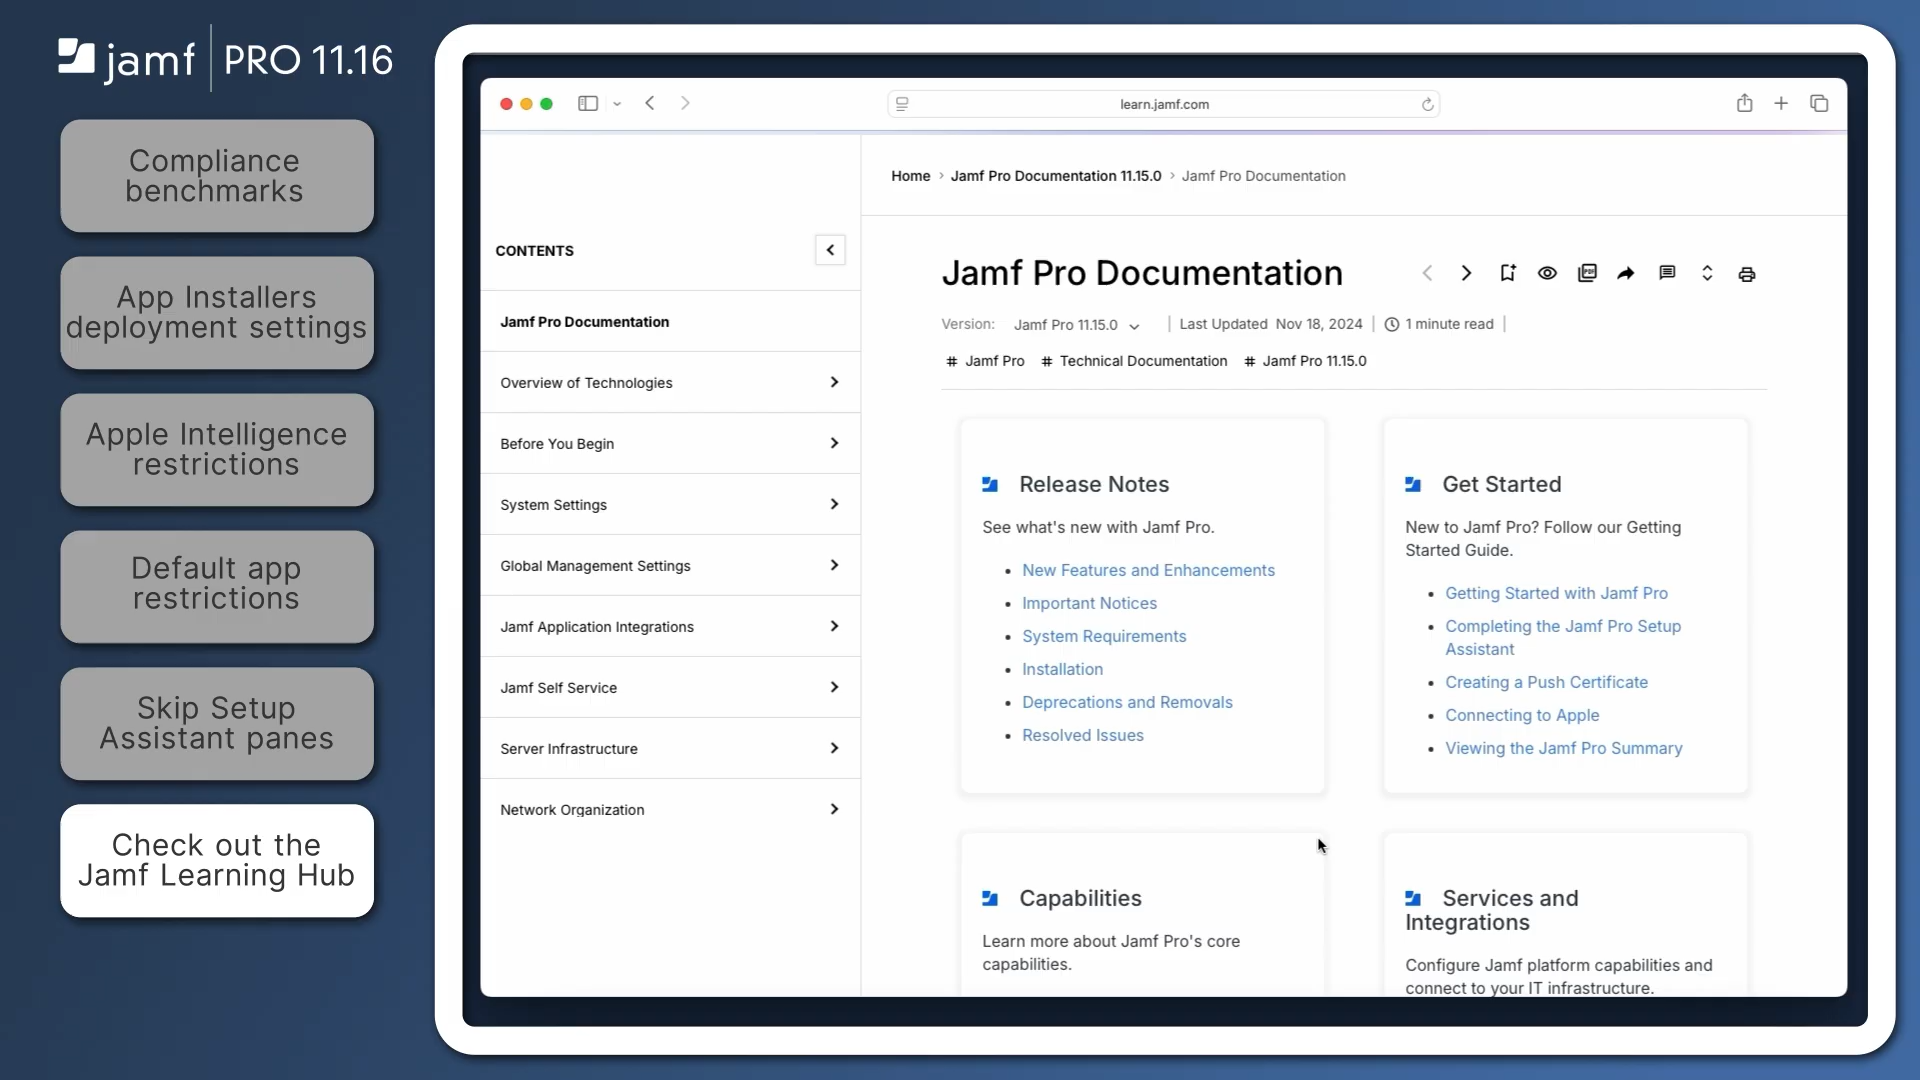 jamf PRO 11.16
Compliance
benchmarks
App Installers
deployment settings
Apple Intelligence
restrictions
Default app
restrictions
Skip Setup
Assistant panes
Check out the
Jamf Learning Hub
learn.jamf.com
Home › Jamf Pro Documentation 11.15.0 › Jamf Pro Documentation
CONTENTS
Jamf Pro Documentation
Overview of Technologies
Before You Begin
System Settings
Global Management Settings
Jamf Application Integrations
Jamf Self Service
Server Infrastructure
Network Organization
Jamf Pro Documentation
PDF
Version: Jamf Pro 11.15.0 | Last Updated Nov 18, 2024 | 1 minute read |
# Jamf Pro # Technical Documentation # Jamf Pro 11.15.0
Release Notes
See what's new with Jamf Pro.
• New Features and Enhancements
• Important Notices
• System Requirements
• Installation
• Deprecations and Removals
• Resolved Issues
Get Started
New to Jamf Pro? Follow our Getting
Started Guide.
• Getting Started with Jamf Pro
• Completing the Jamf Pro Setup
Assistant
• Creating a Push Certificate
• Connecting to Apple
• Viewing the Jamf Pro Summary
Capabilities
Learn more about Jamf Pro's core
capabilities.
Services and
Integrations
Configure Jamf platform capabilities and
connect to your IT infrastructure.